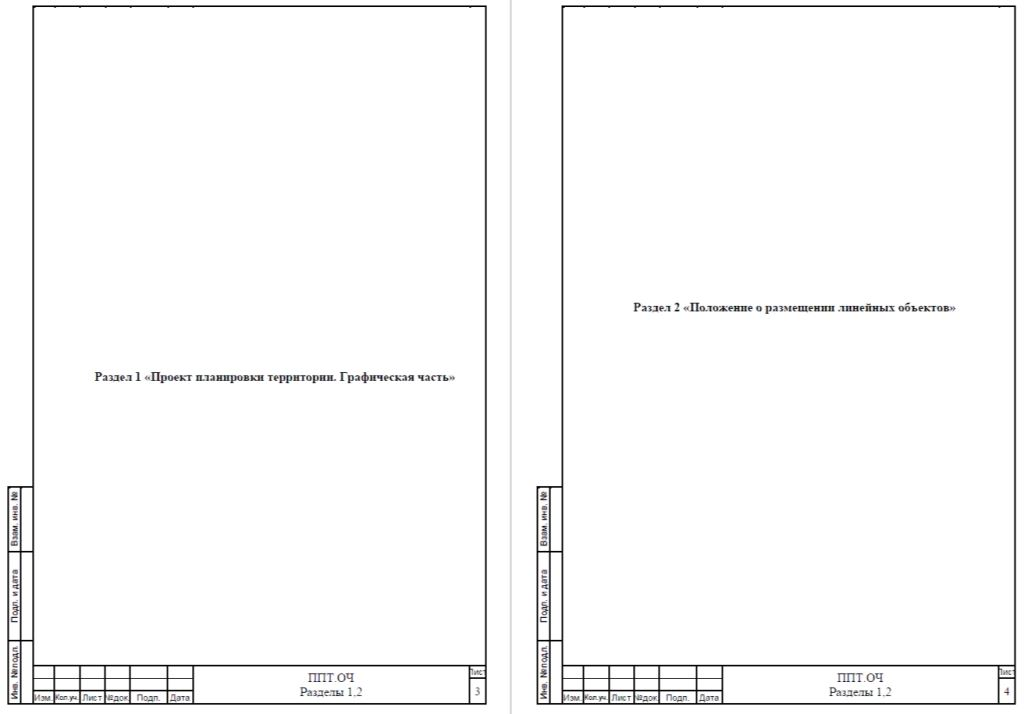 Раздел 1 «Проект планировки территории. Графическая часть»
Взам. инв. №
Подп. и дата
Инв. №подл.
Изм. Кол.уч. Лист №док. Подп. Дата
ППТ.ОЧ
Разделы 1,2
Лист
3
Раздел 2 «Положение о размещении линейных объектов»
Взам. инв. №
Подп. и дата
Инв. №подл.
Изм. Кол.уч. Лист №док. Подп. Дата
ППТ.ОЧ
Разделы 1,2
Лист
4